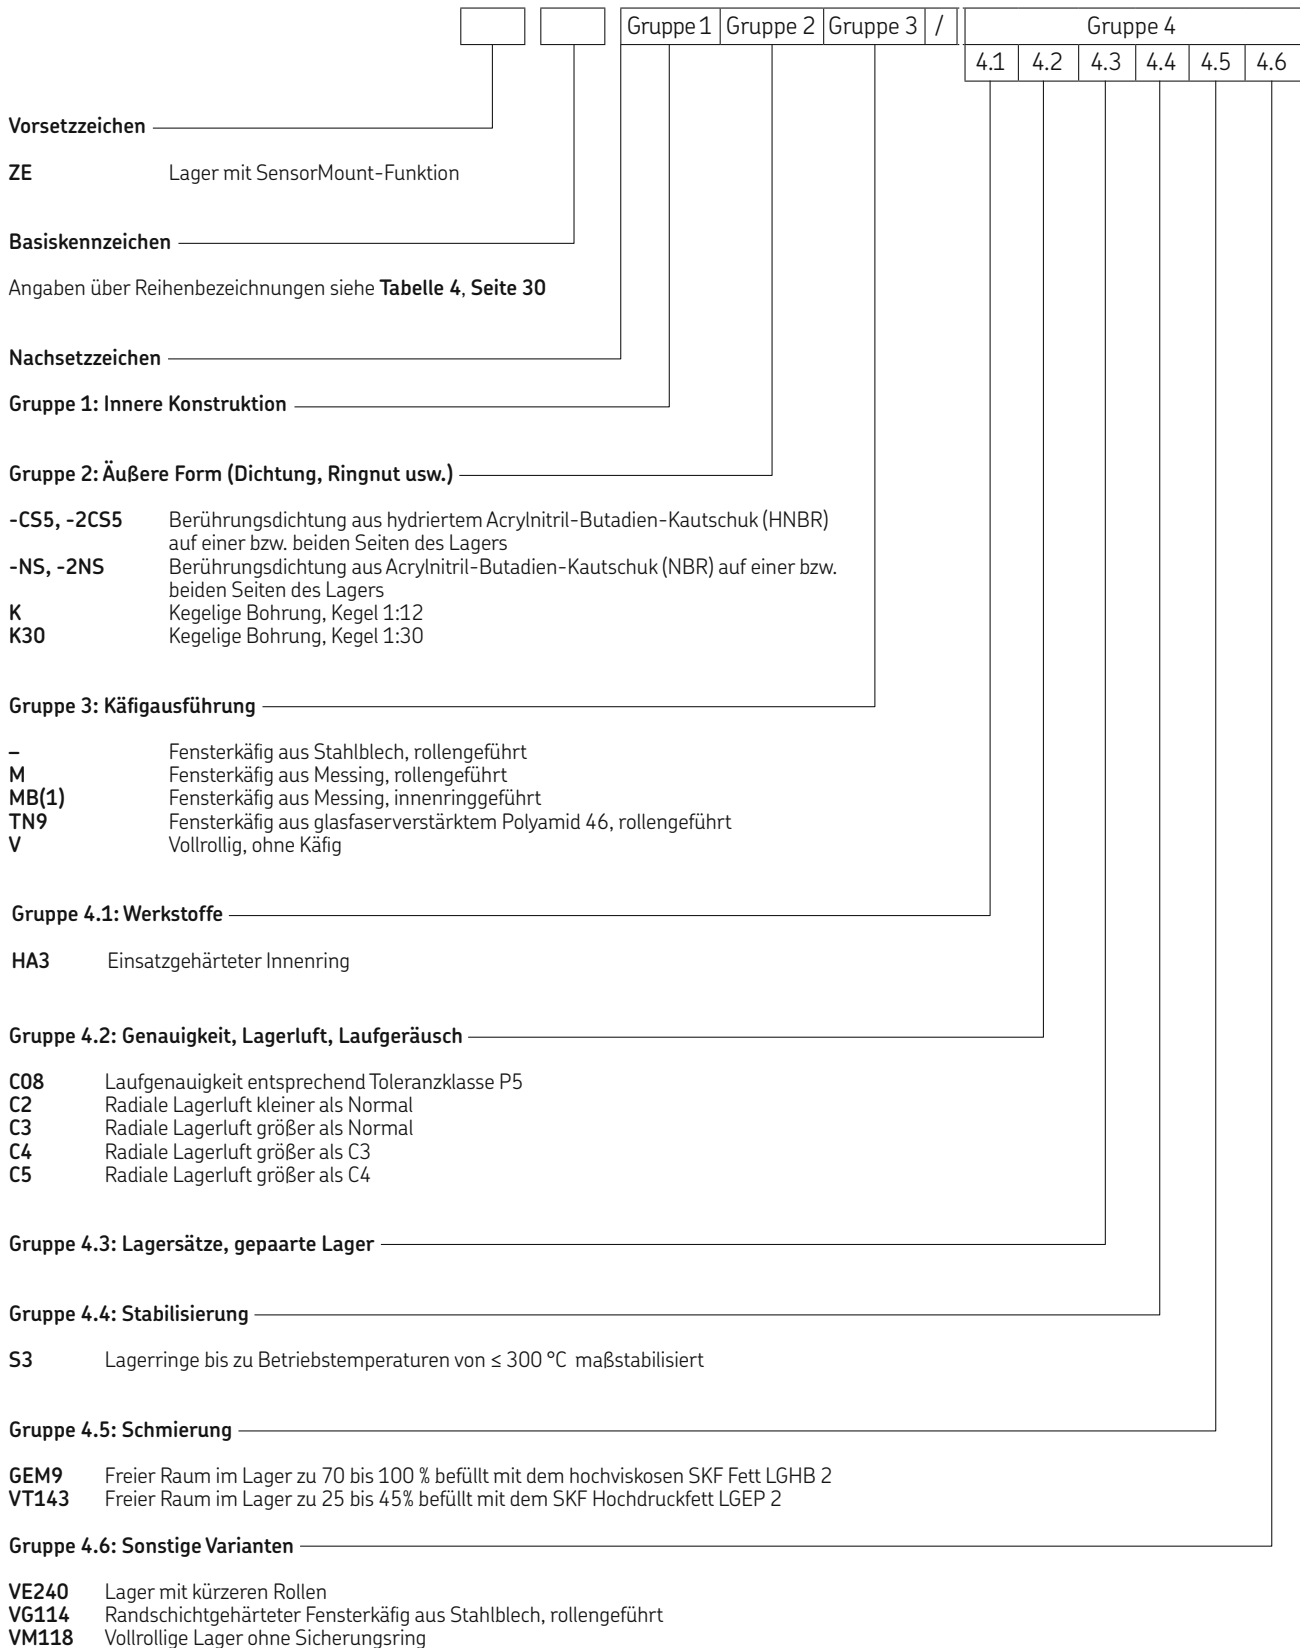 Gruppe 1 Gruppe 2 Gruppe 3 / Gruppe 4
4.1 4.2 4.3 4.4 4.5 4.6
Vorsetzzeichen
ZE Lager mit SensorMount-Funktion
Basiskennzeichen
Angaben über Reihenbezeichnungen siehe Tabelle 4, Seite 30
Nachsetzzeichen
Gruppe 1: Innere Konstruktion
Gruppe 2: Äußere Form (Dichtung, Ringnut usw.)
-CS5, -2CS5 Berührungsdichtung aus hydriertem Acrylnitril-Butadien-Kautschuk (HNBR)
auf einer bzw. beiden Seiten des Lagers
-NS, -2NS Berührungsdichtung aus Acrylnitril-Butadien-Kautschuk (NBR) auf einer bzw.
beiden Seiten des Lagers
K Kegelige Bohrung, Kegel 1:12
K30 Kegelige Bohrung, Kegel 1:30
Gruppe 3: Käfigausführung
– Fensterkäfig aus Stahlblech, rollengeführt
M Fensterkäfig aus Messing, rollengeführt
MB(1) Fensterkäfig aus Messing, innenringgeführt
TN9 Fensterkäfig aus glasfaserverstärktem Polyamid 46, rollengeführt
V Vollrollig, ohne Käfig
Gruppe 4.1: Werkstoffe
HA3 Einsatzgehärteter Innenring
Gruppe 4.2: Genauigkeit, Lagerluft, Laufgeräusch
C08 Laufgenauigkeit entsprechend Toleranzklasse P5
C2 Radiale Lagerluft kleiner als Normal
C3 Radiale Lagerluft größer als Normal
C4 Radiale Lagerluft größer als C3
C5 Radiale Lagerluft größer als C4
Gruppe 4.3: Lagersätze, gepaarte Lager
Gruppe 4.4: Stabilisierung
S3 Lagerringe bis zu Betriebstemperaturen von ≤ 300 °C maßstabilisiert
Gruppe 4.5: Schmierung
GEM9 Freier Raum im Lager zu 70 bis 100 % befüllt mit dem hochviskosen SKF Fett LGHB 2
VT143 Freier Raum im Lager zu 25 bis 45% befüllt mit dem SKF Hochdruckfett LGEP 2
Gruppe 4.6: Sonstige Varianten
VE240 Lager mit kürzeren Rollen
VG114 Randschichtgehärteter Fensterkäfig aus Stahlblech, rollengeführt
VM118 Vollrollige Lager ohne Sicherungsring